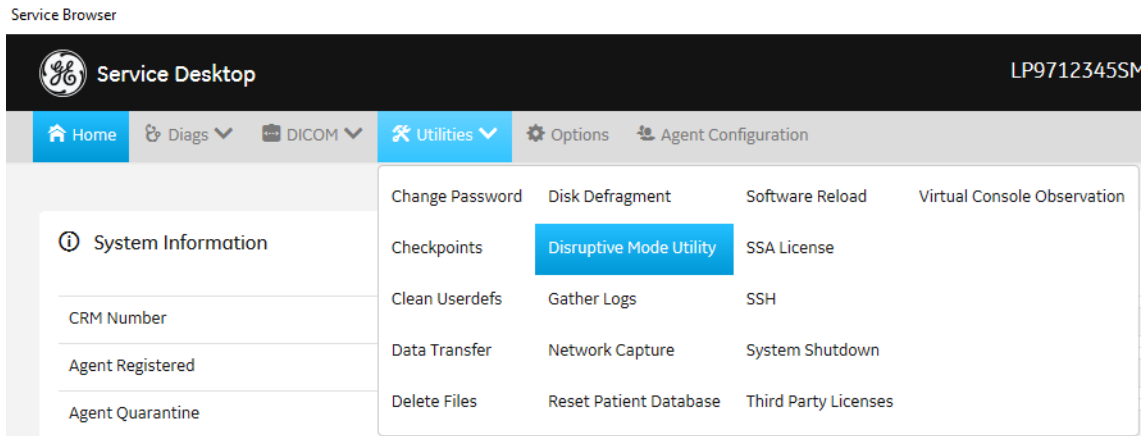 Service Browser
Service Desktop LP9712345SM
Home Diags DICOM Utilities Options Agent Configuration
Change Password Disk Defragment Software Reload Virtual Console Observation
System Information Checkpoints Disruptive Mode Utility SSA License
Clean Userdefs Gather Logs SSH
CRM Number
Data Transfer Network Capture System Shutdown
Agent Registered
Delete Files Reset Patient Database Third Party Licenses
Agent Quarantine